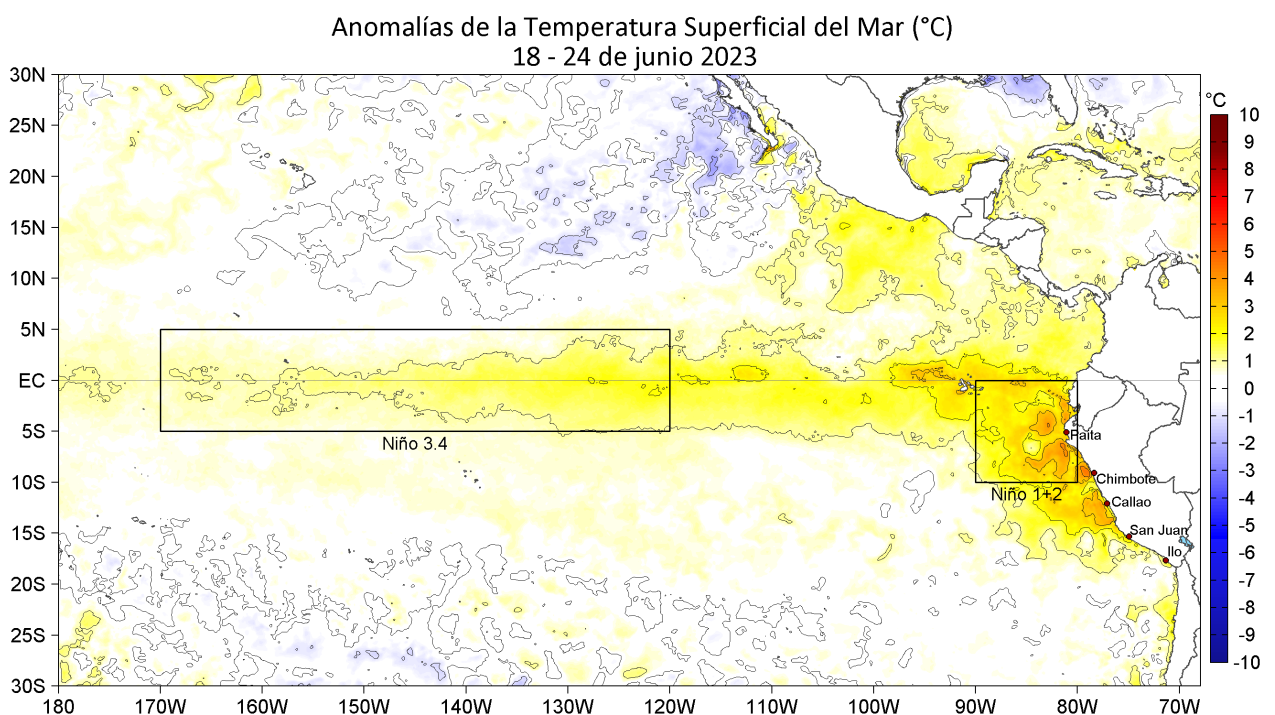 Anomalías de la Temperatura Superficial del Mar (°C)
18 - 24 de junio 2023
30N
25N
20N
15N
10N
5N
EC
5S
10S
15S
20S
25S
30S
180
170W
160W
150W
140W
130W
120W
110W
100W
90W
80W
70W
Niño 3.4
Niño 1+2
Paita
Chimbote
Callao
San Juan
Ilo
°C
10
9
8
7
6
5
4
3
2
1
0
-1
-2
-3
-4
-5
-6
-7
-8
-9
-10